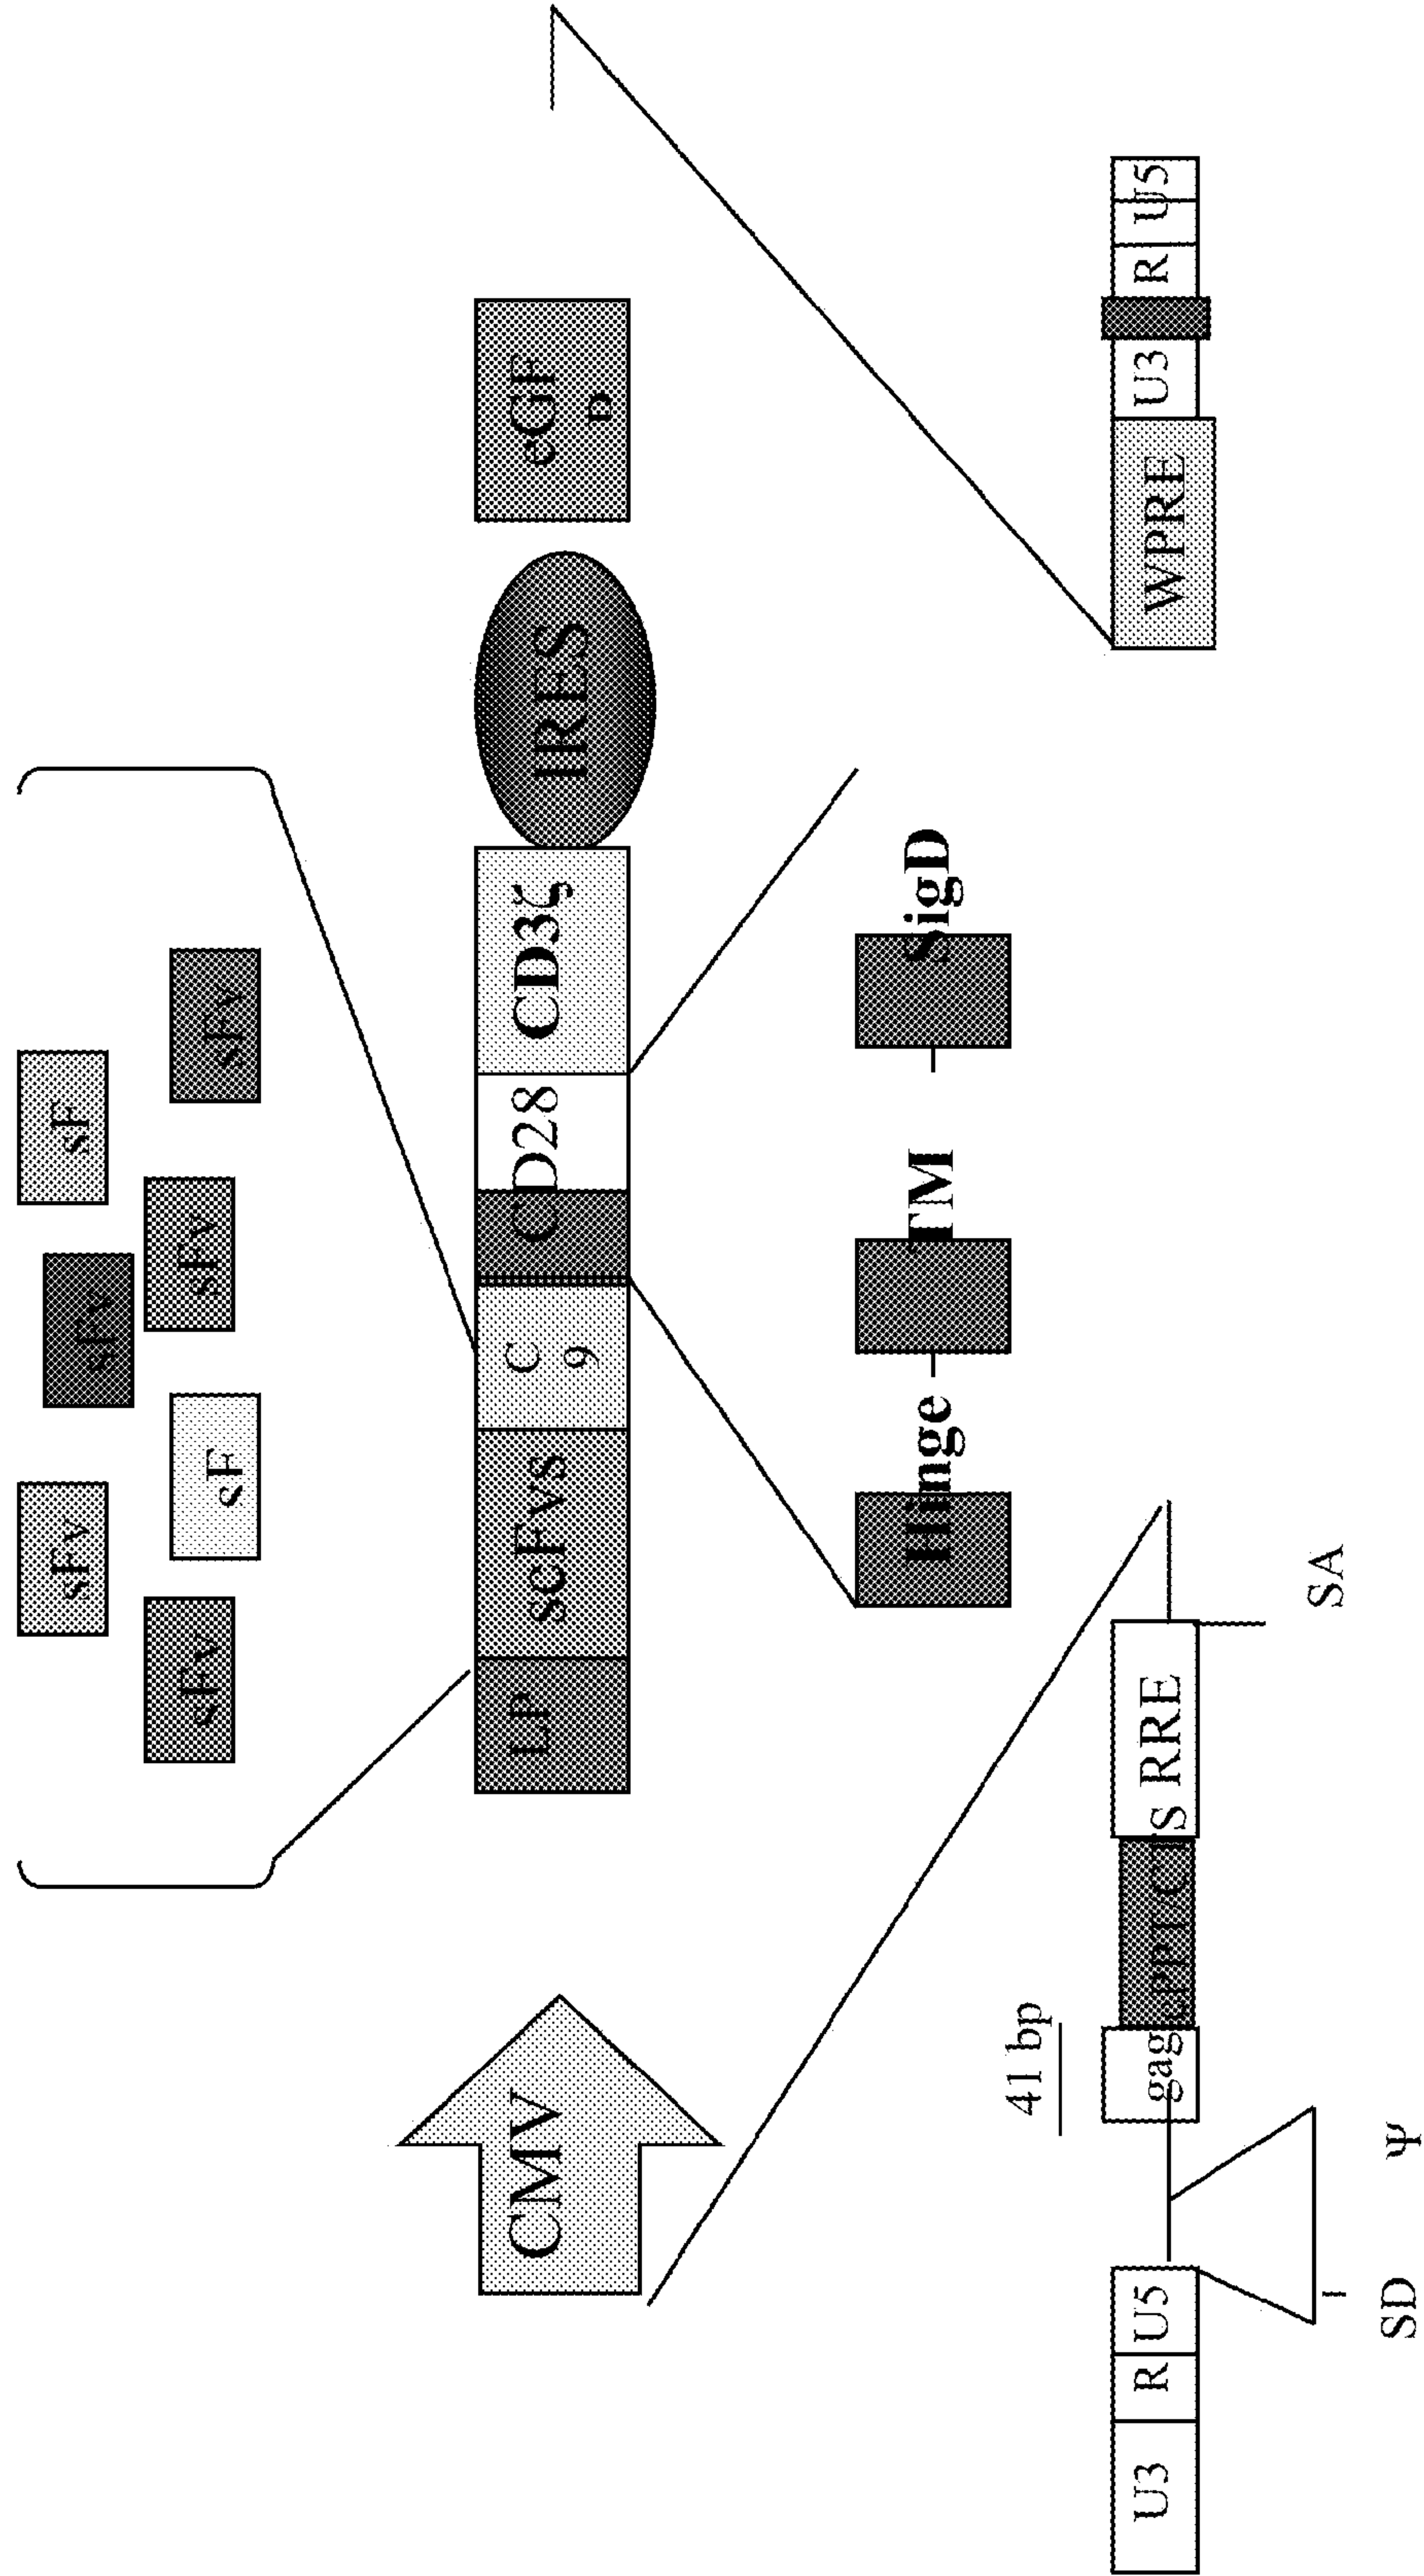 sFv
sF
sFv
sFv
sFv
sF
sFv
CMV
LP
scFvs
C
9
CD28
CD3ζ
IRES
eGF
P
Hinge
TM
SigD
41 bp
U3
R
U5
gag
cPPT/CTS
RRE
WPRE
U3
R
U5
SA
SD
Ψ